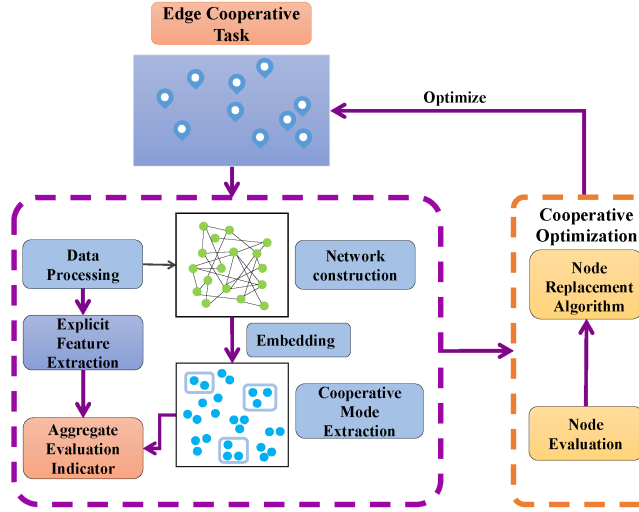 Edge Cooperative
Task
Optimize
Data
Processing
Network
construction
Explicit
Feature
Extraction
Embedding
Aggregate
Evaluation
Indicator
Cooperative
Mode
Extraction
Cooperative
Optimization
Node
Replacement
Algorithm
Node
Evaluation